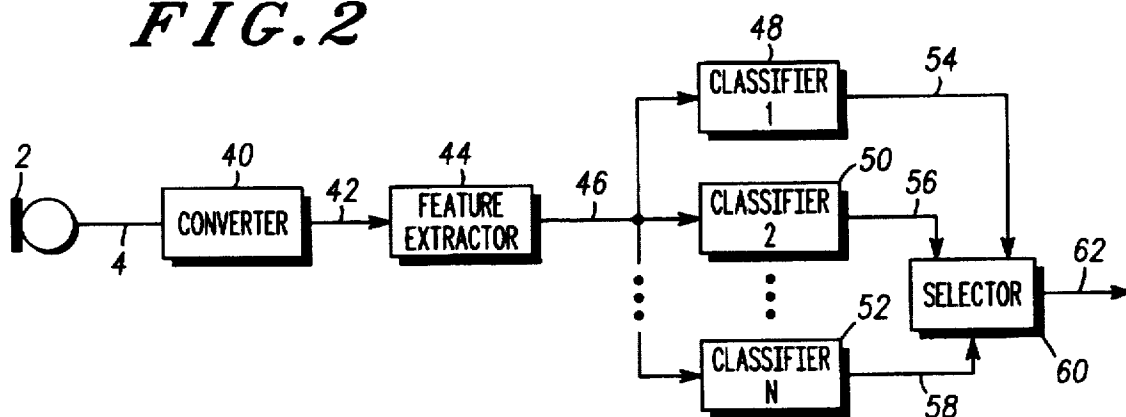 FIG. 2
48
CLASSIFIER
1
54
2
40
CONVERTER
4
42
44
FEATURE
EXTRACTOR
46
50
CLASSIFIER
2
56
SELECTOR
62
60
52
CLASSIFIER
N
58